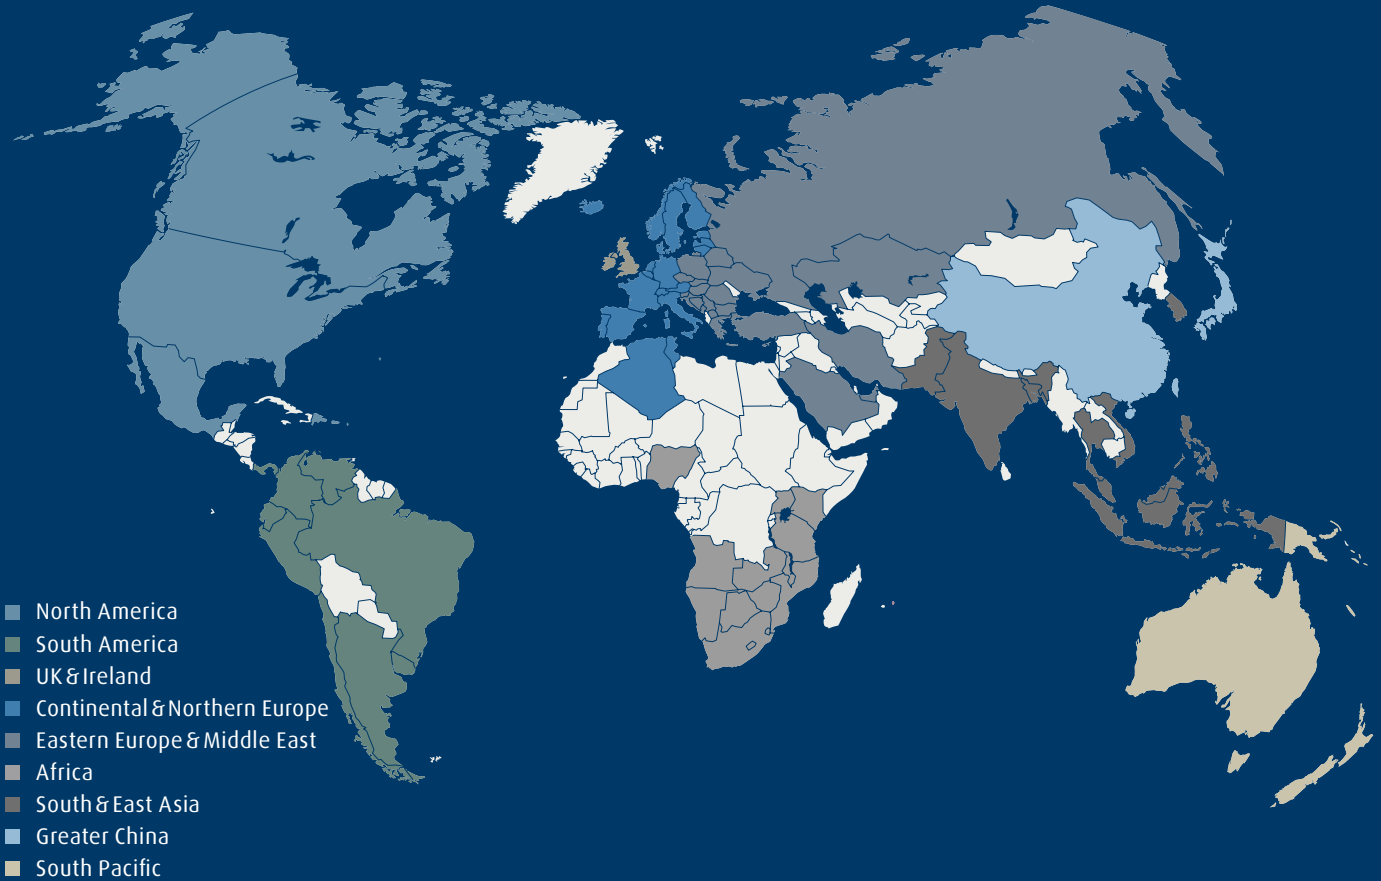 North America
South America
UK & Ireland
Continental & Northern Europe
Eastern Europe & Middle East
Africa
South & East Asia
Greater China
South Pacific